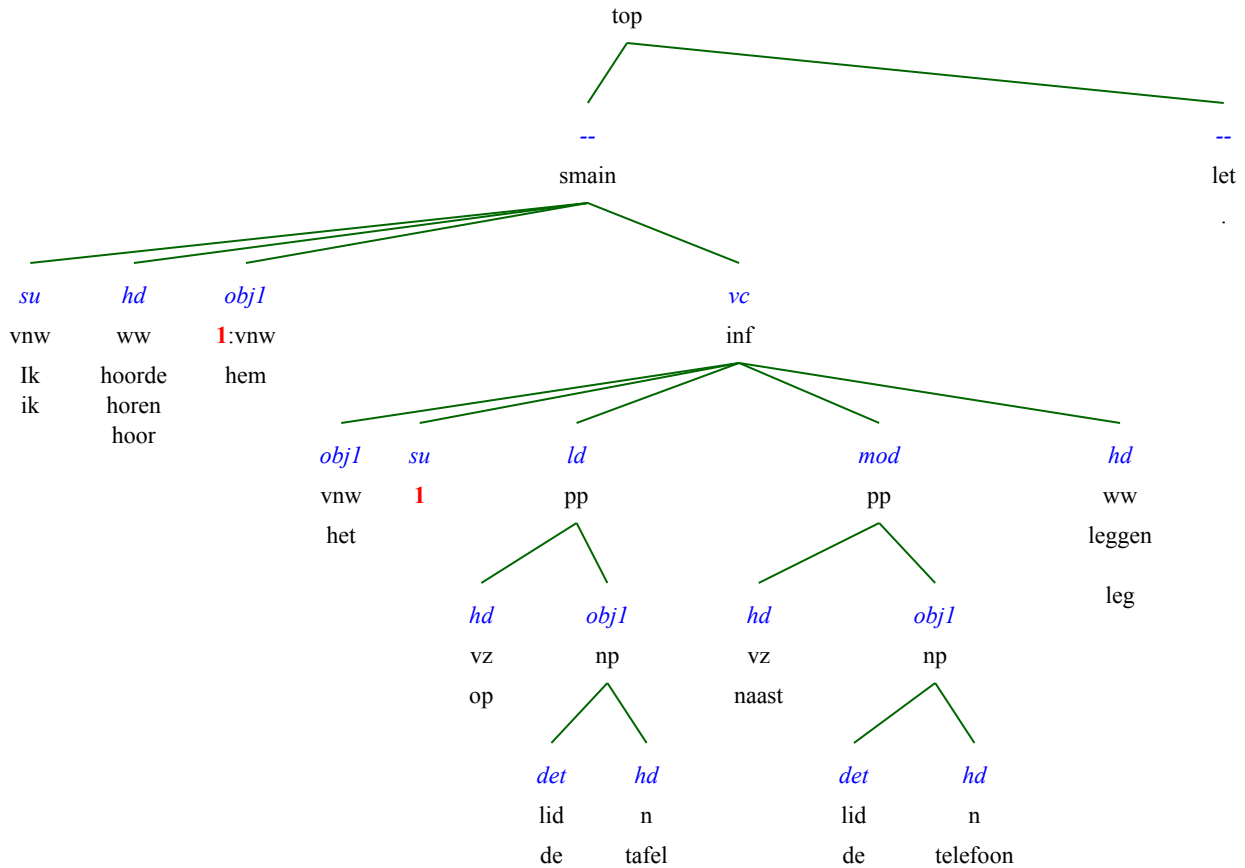 top
-- --
smain let
.
su hd obj1 vc
vnw ww 1:vnw inf
Ik hoorde hem
ik horen
hoor
obj1 su ld mod hd
vnw 1 pp pp ww
het leggen
leg
hd obj1 hd obj1
vz np vz np
op naast
det hd det hd
lid n lid n
de tafel de telefoon